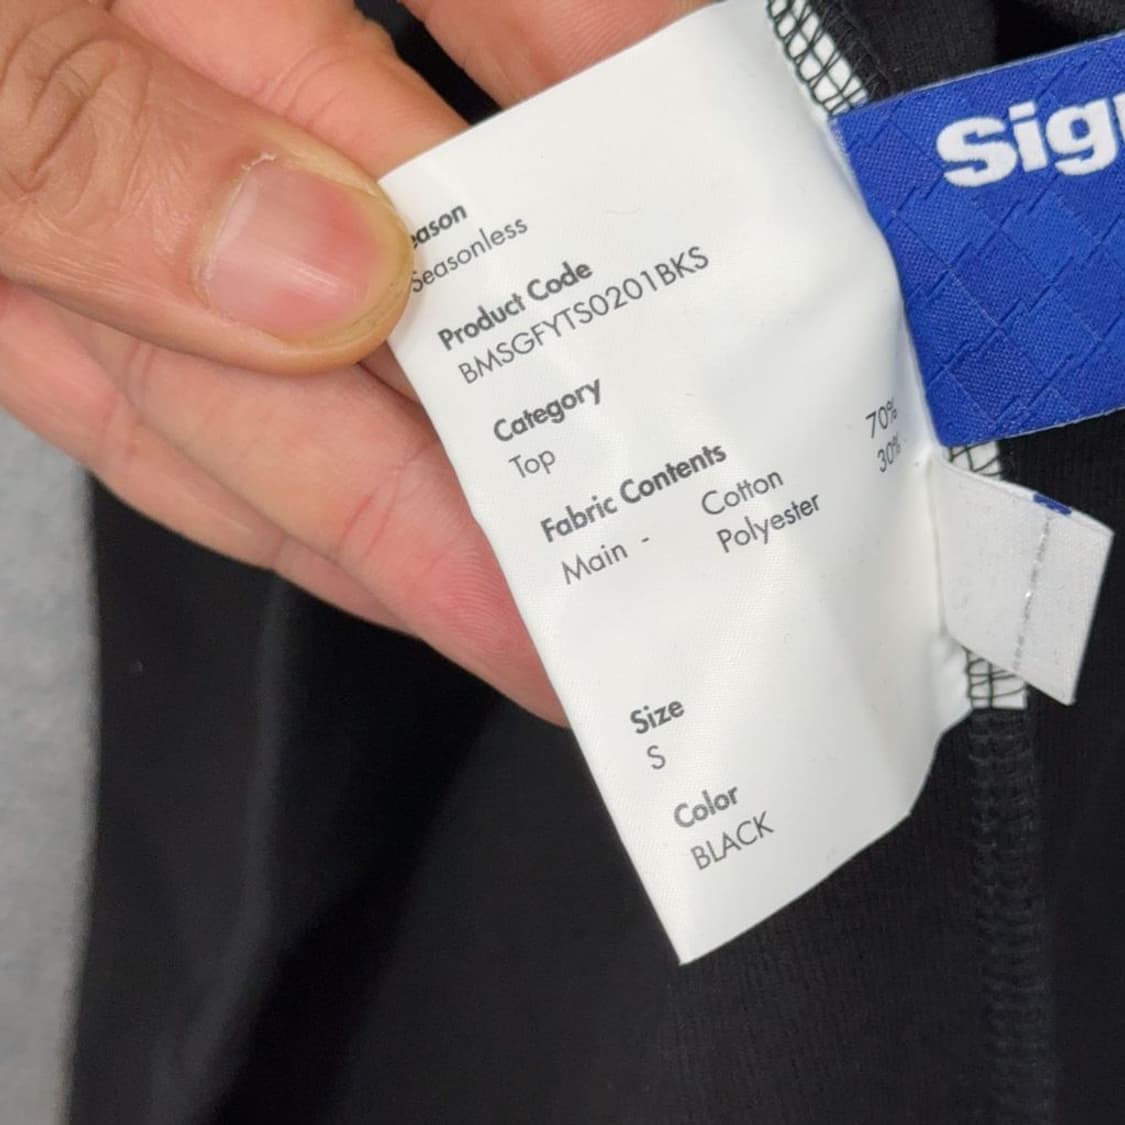 eason
Seasonless
Product Code
BMSGFYTS0201BKS
Category
Top
Fabric Contents
Main - Cotton 70%
Polyester 30%
Size
S
Color
BLACK
Sig